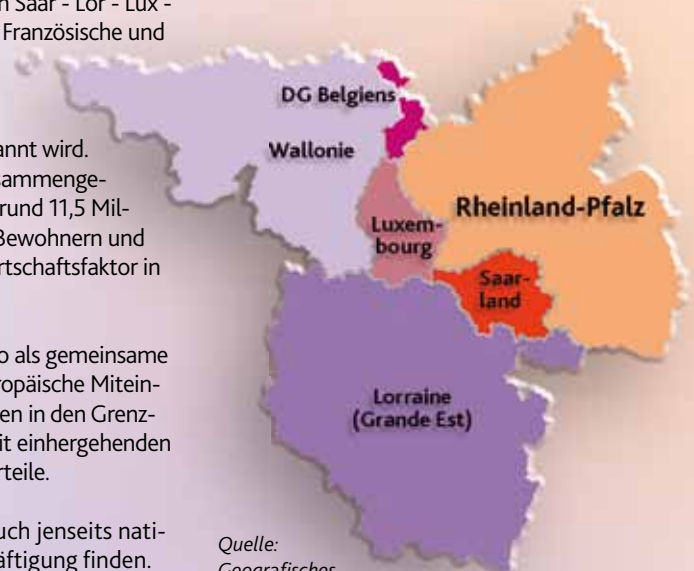 n Saar - Lor - Lux -
Französische und
annt wird.
sammenge-
rund 11,5 Mil-
Bewohnern und
rtschaftsfaktor in
o als gemeinsame
ropäische Mitein-
en in den Grenz-
it einhergehenden
rteile.
uch jenseits nati-
äftigung finden.
DG Belgiens
Wallonie
Luxem-
bourg
Rheinland-Pfalz
Saar-
land
Lorraine
(Grande Est)
Quelle:
Geografisches